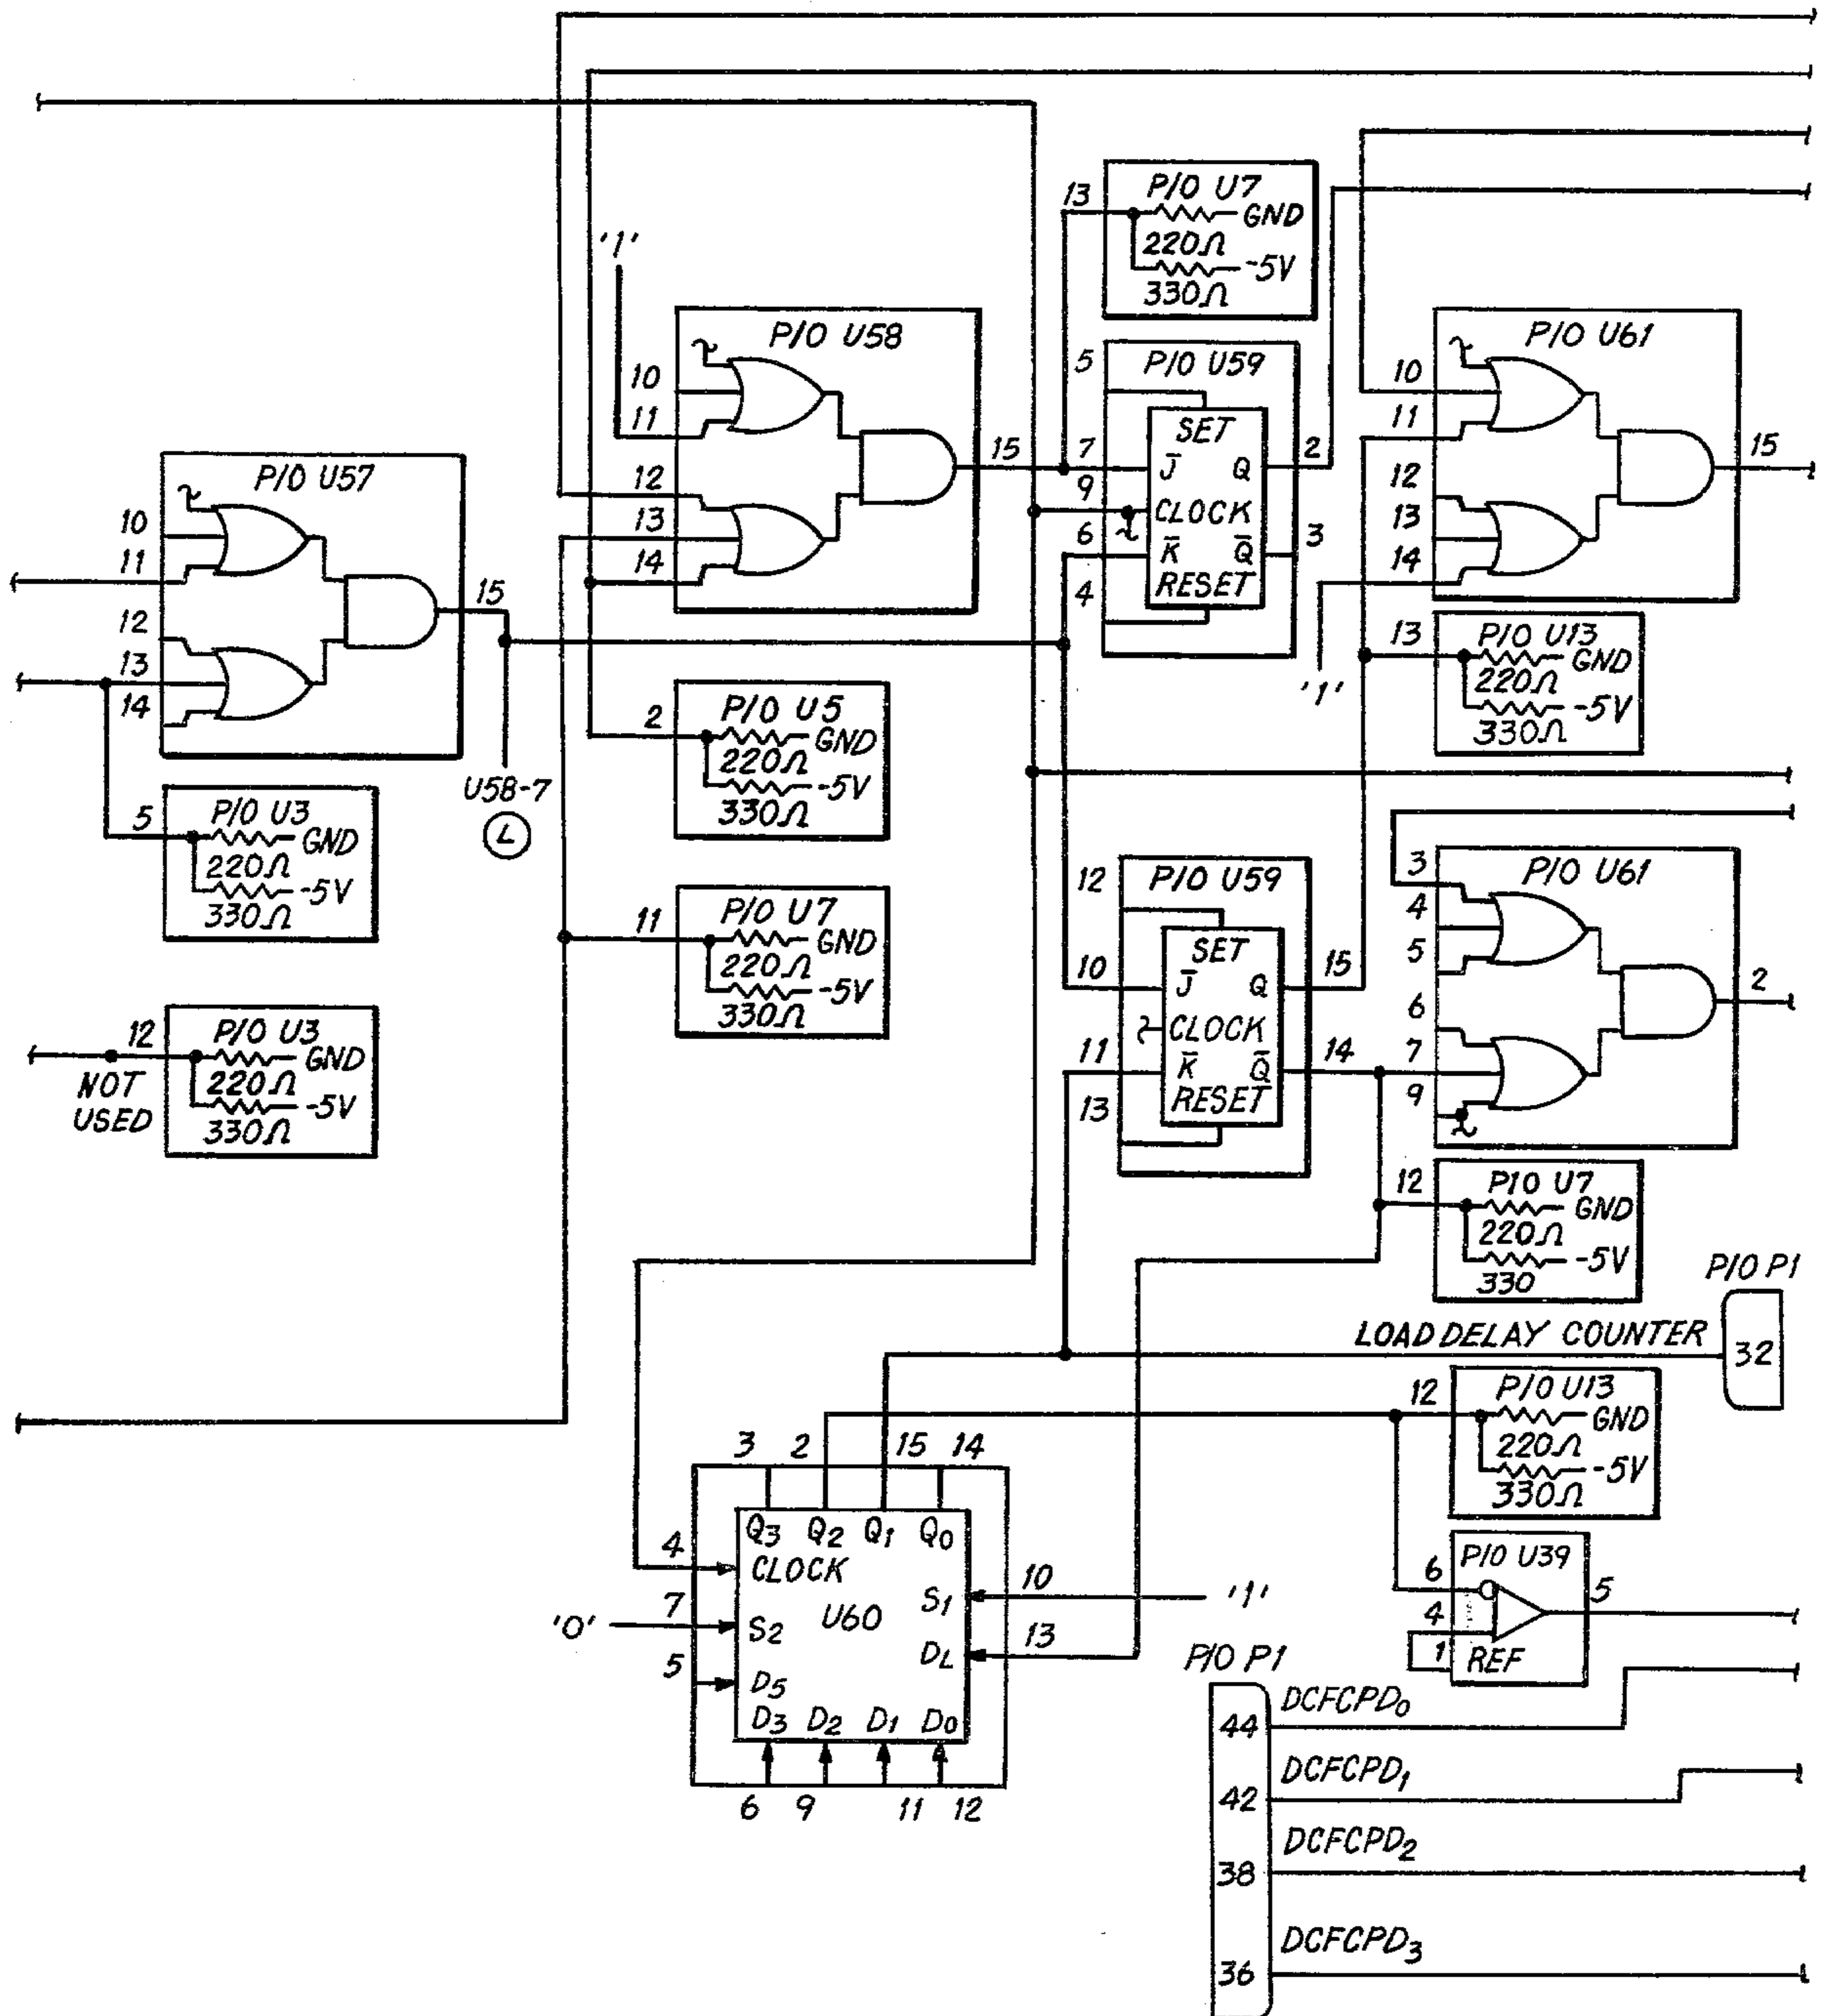 P/O U7
13
GND
220Ω
-5V
330Ω
'1'
P/O U58
10
11
12
13
14
15
P/O U59
5
7
9
6
4
SET
J̅ Q
CLOCK
K̅ Q̅
RESET
2
3
P/O U61
10
11
12
13
14
15
'1'
P/O U57
10
11
12
13
14
15
U58-7
L
P/O U5
2
GND
220Ω
-5V
330Ω
P/O U13
13
GND
220Ω
-5V
330Ω
P/O U3
5
GND
220Ω
-5V
330Ω
P/O U7
11
GND
220Ω
-5V
330Ω
P/O U59
12
10
11
13
SET
J̅ Q
CLOCK
K̅ Q̅
RESET
15
14
P/O U61
3
4
5
6
7
9
2
P/O U3
12
GND
220Ω
-5V
330Ω
NOT
USED
P/O U7
12
GND
220Ω
-5V
330
P/O P1
LOAD DELAY COUNTER
32
P/O U13
12
GND
220Ω
-5V
330Ω
3 2 15 14
Q3 Q2 Q1 Q0
4
CLOCK
S1
10
'1'
'0'
7
S2
U60
DL
13
5
D5
D3 D2 D1 D0
6 9 11 12
P/O U39
6
4
1
REF
5
P/O P1
44
DCFCPD0
42
DCFCPD1
38
DCFCPD2
36
DCFCPD3